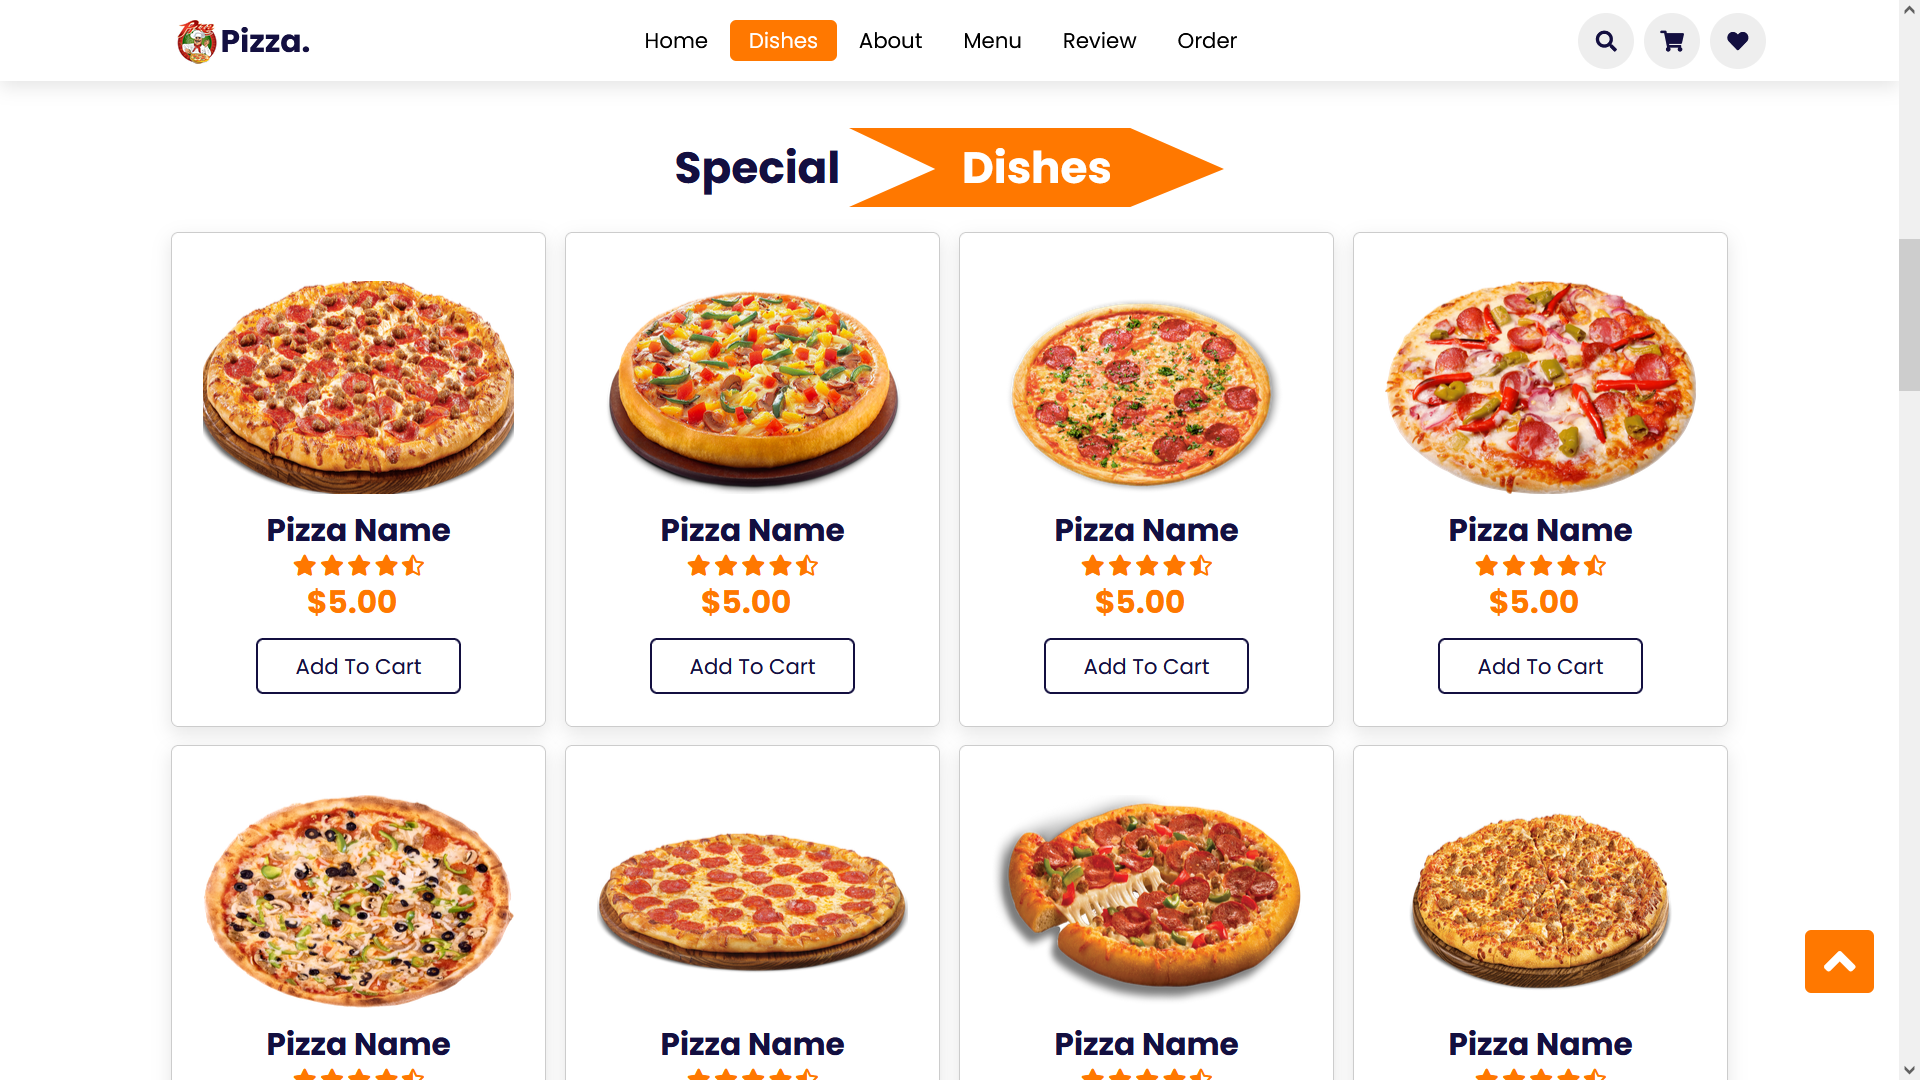 Pizza. Home Dishes About Menu Review Order
Special Dishes
Pizza Name Pizza Name Pizza Name Pizza Name
$5.00 $5.00 $5.00 $5.00
Add To Cart Add To Cart Add To Cart Add To Cart
Pizza Name Pizza Name Pizza Name Pizza Name